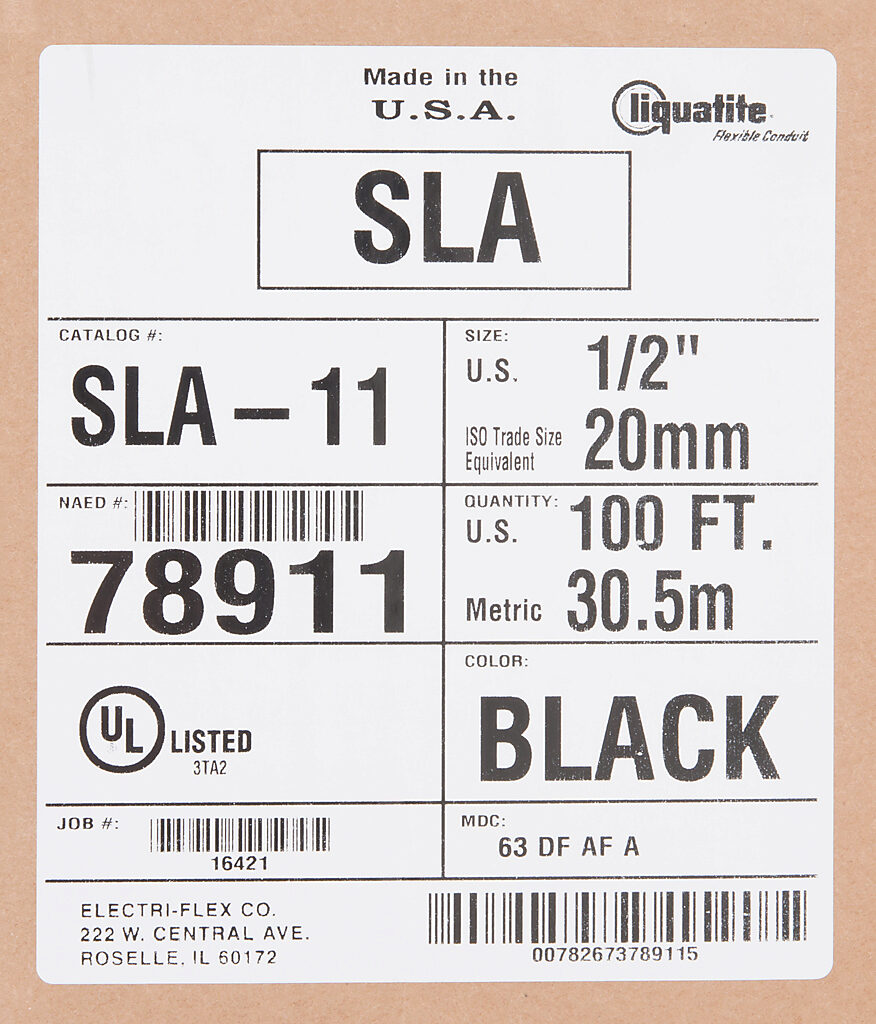 Made in the
U.S.A.
liquatite
Flexible Conduit
SLA
CATALOG #:
SLA – 11
SIZE:
U.S. 1/2"
ISO Trade Size
Equivalent 20mm
NAED #:
78911
QUANTITY:
U.S. 100 FT.
Metric 30.5m
UL LISTED
3TA2
COLOR:
BLACK
JOB #:
16421
MDC:
63 DF AF A
ELECTRI-FLEX CO.
222 W. CENTRAL AVE.
ROSELLE, IL 60172
00782673789115